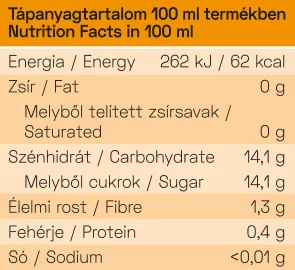 Tápanyagtartalom 100 ml termékben
Nutrition Facts in 100 ml
Energia / Energy 262 kJ / 62 kcal
Zsír / Fat 0 g
Melyből telített zsírsavak /
Saturated 0 g
Szénhidrát / Carbohydrate 14,1 g
Melyből cukrok / Sugar 14,1 g
Élelmi rost / Fibre 1,3 g
Fehérje / Protein 0,4 g
Só / Sodium <0,01 g